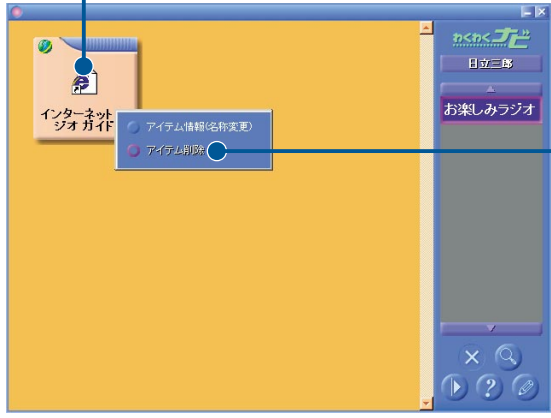 わくわくナビ
日立三郎
お楽しみラジオ
インターネット
ジオ ガイド
アイテム情報(名称変更)
アイテム削除